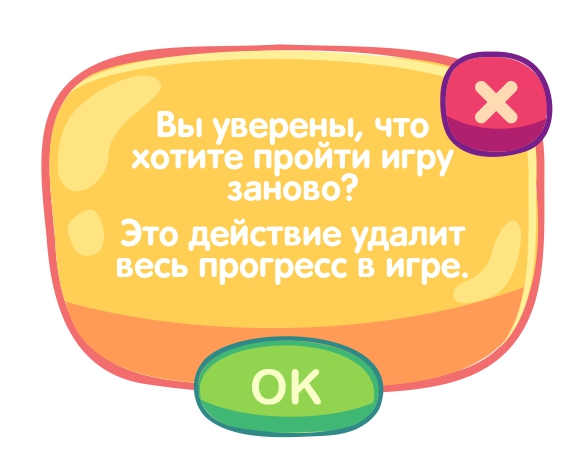 Вы уверены, что
хотите пройти игру
заново?
Это действие удалит
весь прогресс в игре.
OK